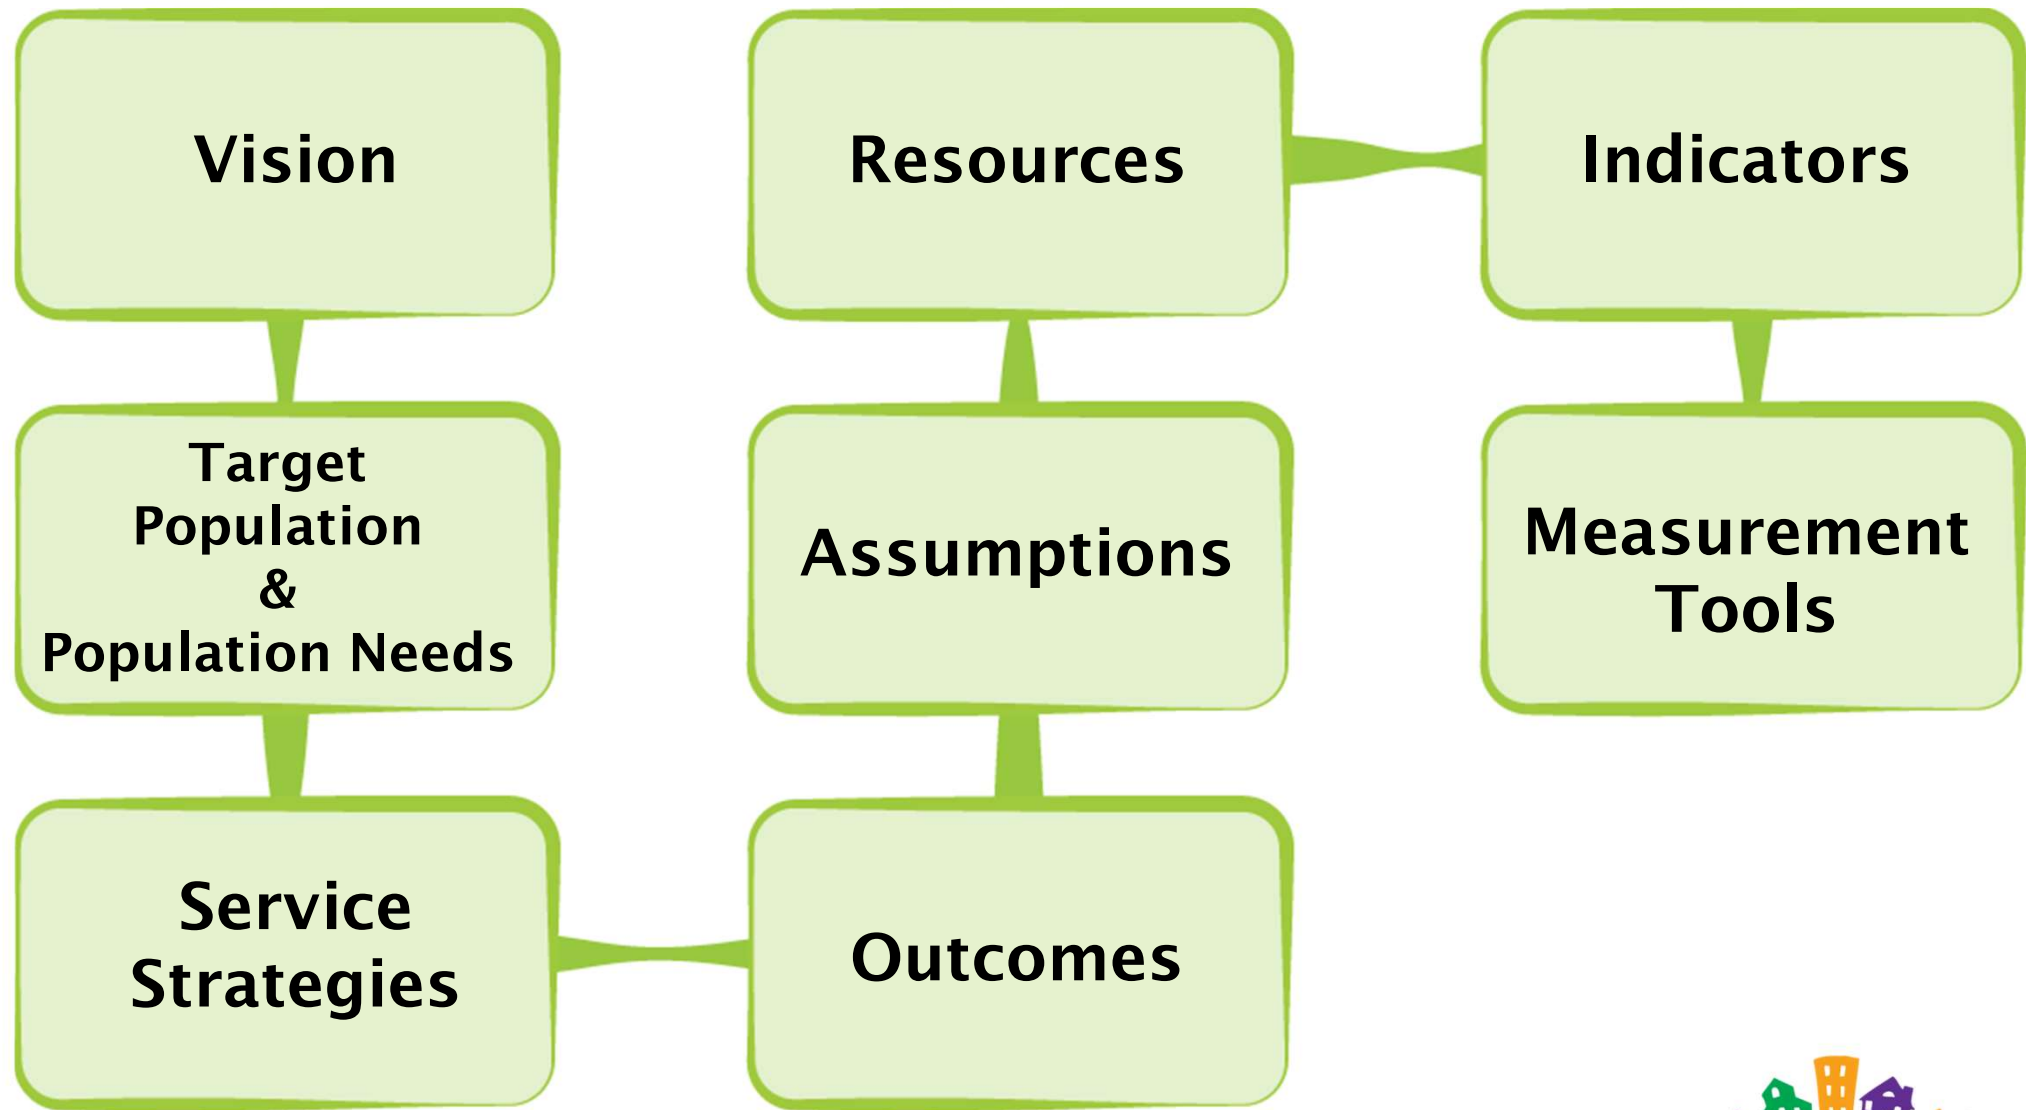 Vision
Target
Population
&
Population Needs
Service
Strategies
Outcomes
Assumptions
Resources
Indicators
Measurement
Tools